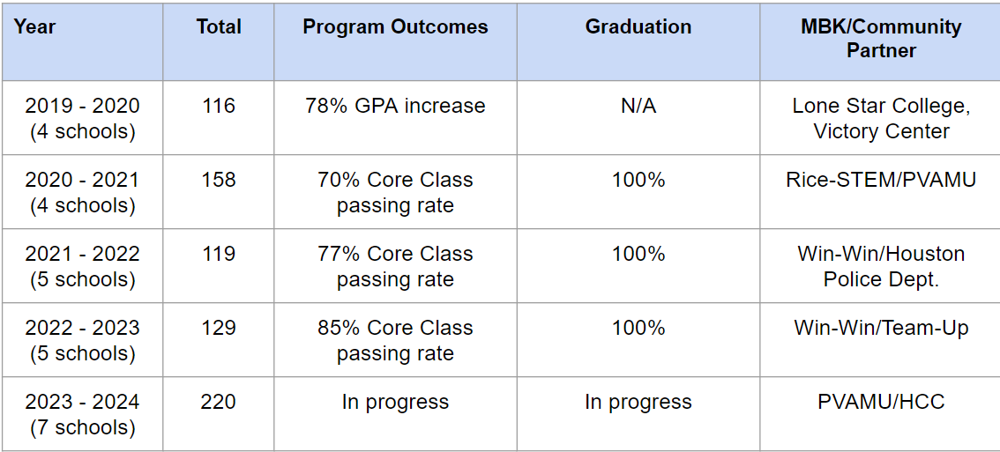 Year Total Program Outcomes Graduation MBK/Community
Partner
2019 - 2020 116 78% GPA increase N/A Lone Star College,
(4 schools) Victory Center
2020 - 2021 158 70% Core Class 100% Rice-STEM/PVAMU
(4 schools) passing rate
2021 - 2022 119 77% Core Class 100% Win-Win/Houston
(5 schools) passing rate Police Dept.
2022 - 2023 129 85% Core Class 100% Win-Win/Team-Up
(5 schools) passing rate
2023 - 2024 220 In progress In progress PVAMU/HCC
(7 schools)